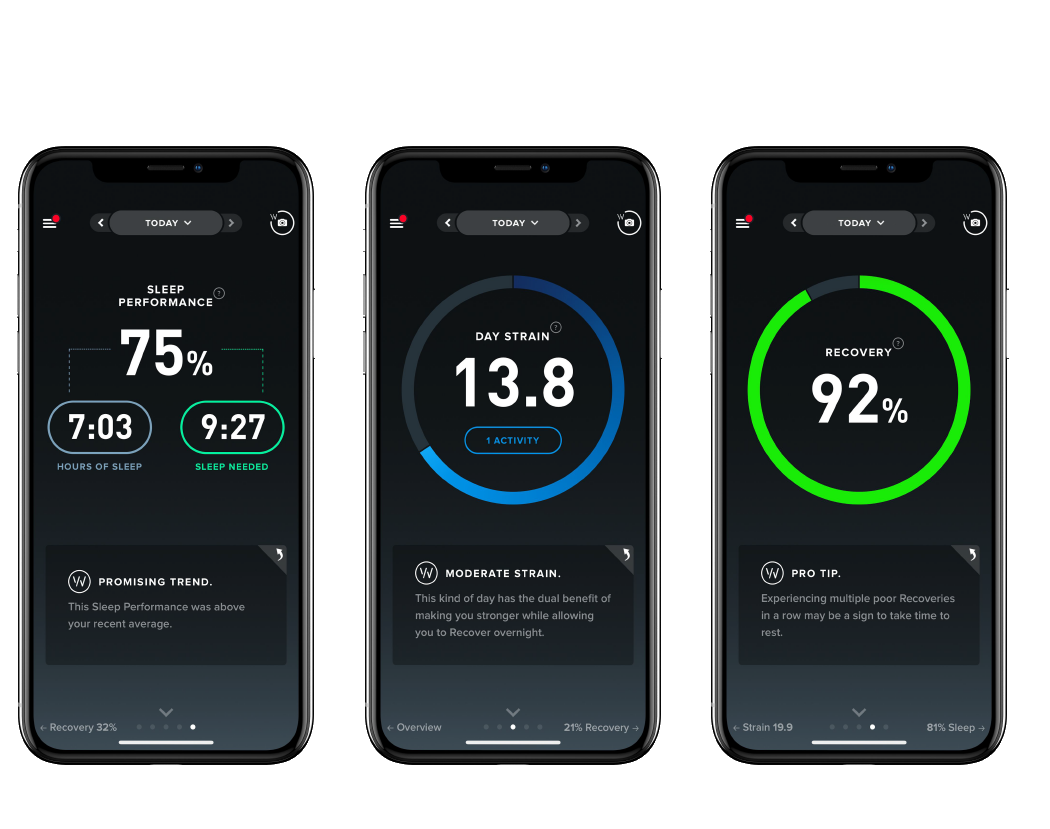 TODAY
W
SLEEP
PERFORMANCE ?
75%
7:03
9:27
HOURS OF SLEEP
SLEEP NEEDED
W PROMISING TREND.
This Sleep Performance was above
your recent average.
← Recovery 32%
TODAY
W
DAY STRAIN ?
13.8
1 ACTIVITY
W MODERATE STRAIN.
This kind of day has the dual benefit of
making you stronger while allowing
you to Recover overnight.
← Overview
21% Recovery →
TODAY
W
RECOVERY ?
92%
W PRO TIP.
Experiencing multiple poor Recoveries
in a row may be a sign to take time to
rest.
← Strain 19.9
81% Sleep →